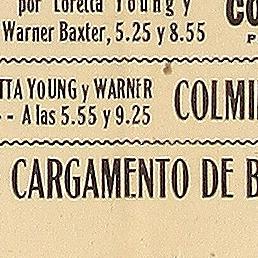 por Loretta Young y
Warner Baxter, 5.25 y 8.55
CO
P
TTA YOUNG y WARNER
-- A las 5.55 y 9.25
COLMI
CARGAMENTO DE B